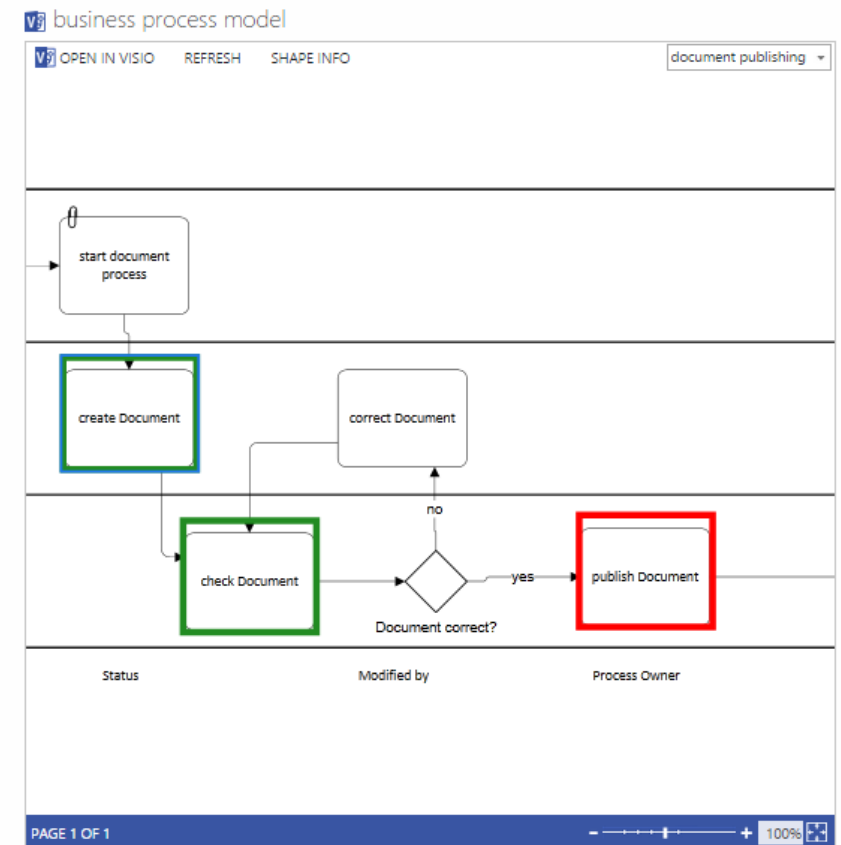 business process model
OPEN IN VISIO REFRESH SHAPE INFO document publishing
start document
process
create Document
correct Document
no
check Document
yes
publish Document
Document correct?
Status Modified by Process Owner
PAGE 1 OF 1 100%